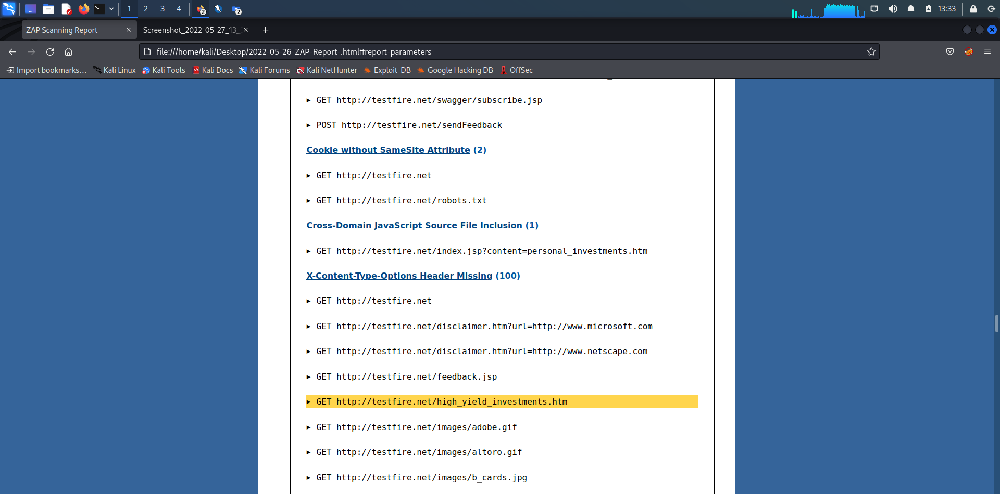 1 2 3 4 2 2 13:33
ZAP Scanning Report Screenshot_2022-05-27_13_
file:///home/kali/Desktop/2022-05-26-ZAP-Report-.html#report-parameters
Import bookmarks... Kali Linux Kali Tools Kali Docs Kali Forums Kali NetHunter Exploit-DB Google Hacking DB OffSec
GET http://testfire.net/swagger/subscribe.jsp
POST http://testfire.net/sendFeedback
Cookie without SameSite Attribute (2)
GET http://testfire.net
GET http://testfire.net/robots.txt
Cross-Domain JavaScript Source File Inclusion (1)
GET http://testfire.net/index.jsp?content=personal_investments.htm
X-Content-Type-Options Header Missing (100)
GET http://testfire.net
GET http://testfire.net/disclaimer.htm?url=http://www.microsoft.com
GET http://testfire.net/disclaimer.htm?url=http://www.netscape.com
GET http://testfire.net/feedback.jsp
GET http://testfire.net/high_yield_investments.htm
GET http://testfire.net/images/adobe.gif
GET http://testfire.net/images/altoro.gif
GET http://testfire.net/images/b_cards.jpg